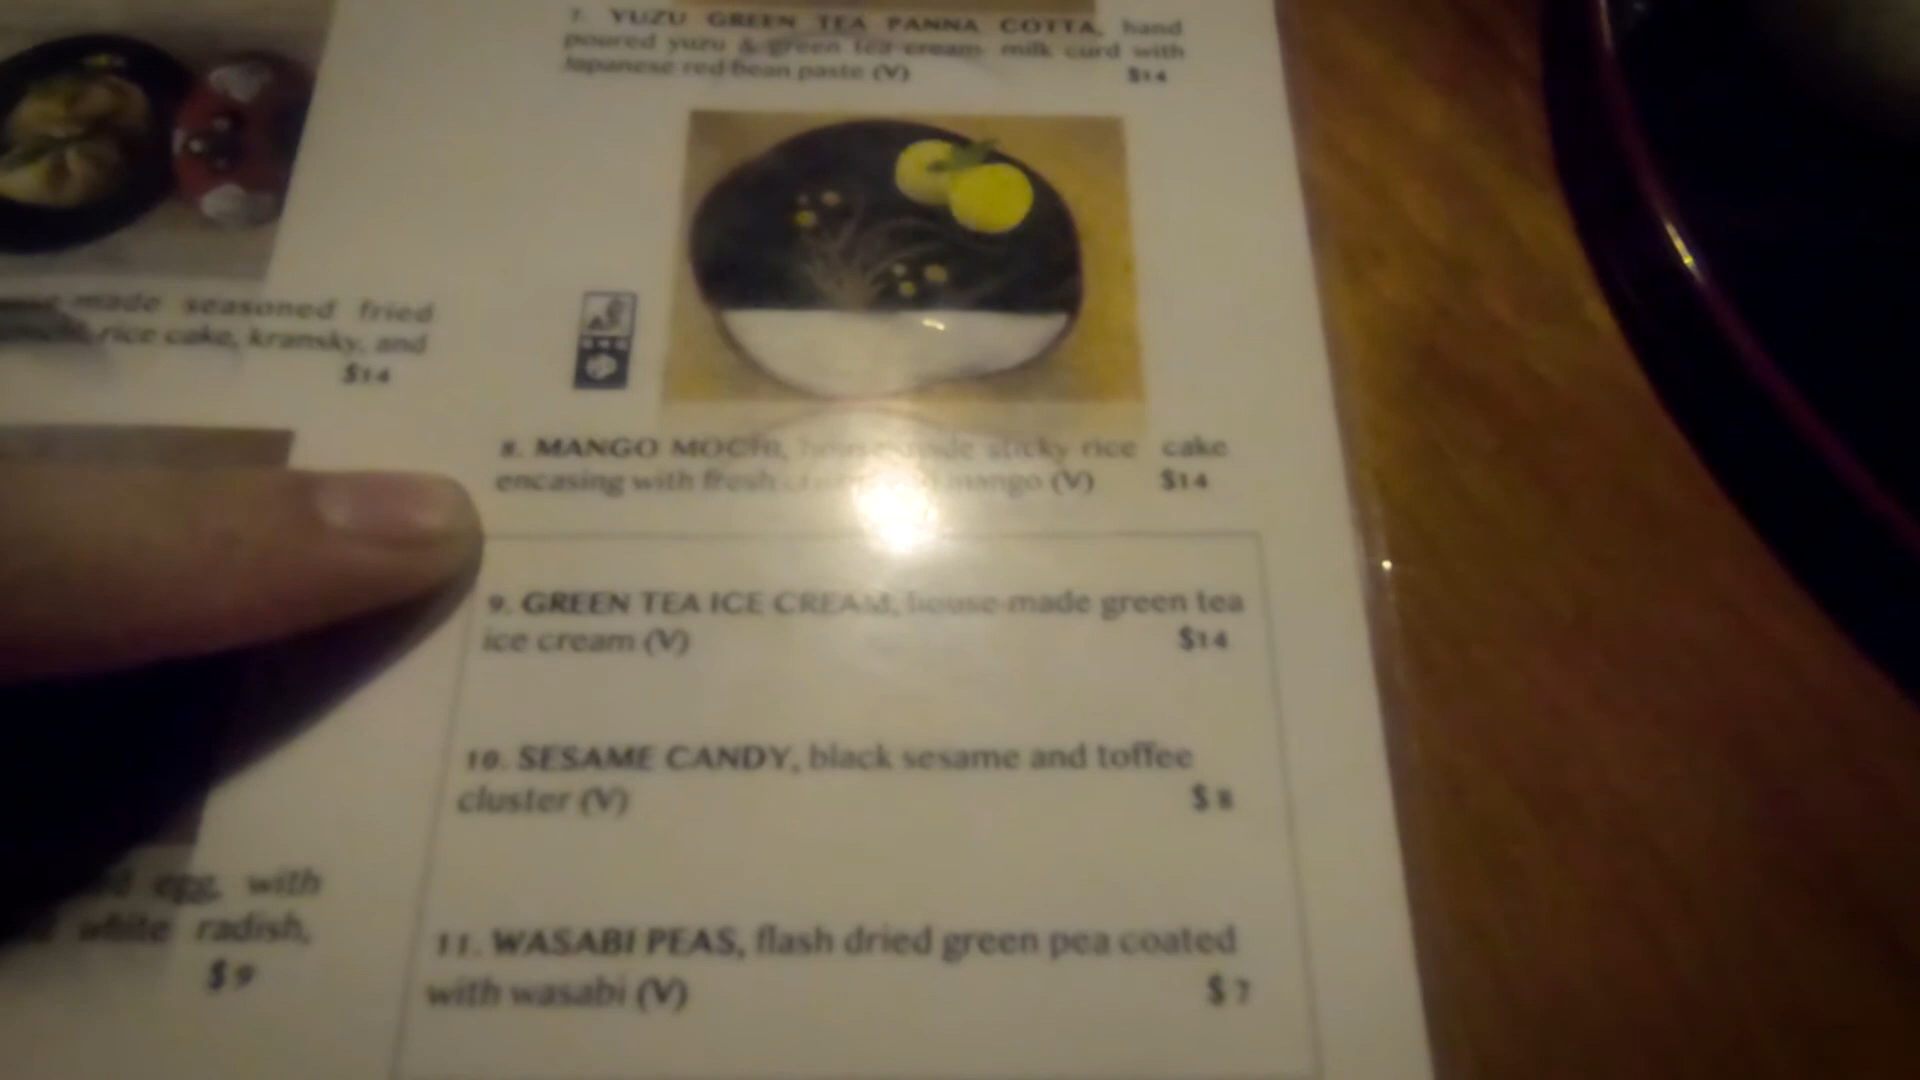 7. YUZU GREEN TEA PANNA COTTA, hand
poured yuzu & green tea cream milk curd with
Japanese red bean paste (V) $14
made seasoned fried
rice cake, kransky, and
$14
8. MANGO MOCHI, sticky rice cake
encasing with fresh mango (V) $14
9. GREEN TEA ICE CREAM, house-made green tea
ice cream (V) $14
10. SESAME CANDY, black sesame and toffee
cluster (V) $8
egg, with
white radish,
$9
11. WASABI PEAS, flash dried green pea coated
with wasabi (V) $7